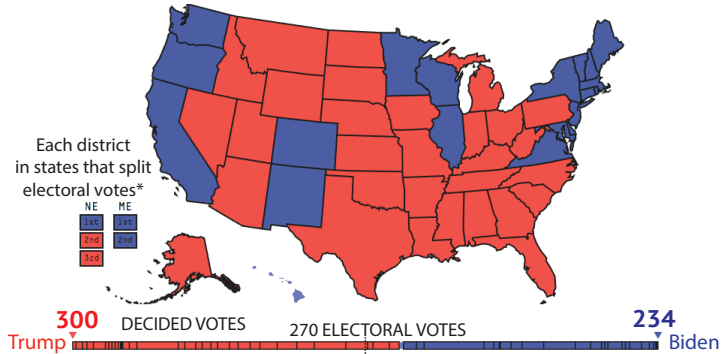 Each district
in states that split
electoral votes*
NE ME
1st 1st
2nd 2nd
3rd
300 DECIDED VOTES 270 ELECTORAL VOTES 234
Trump Biden